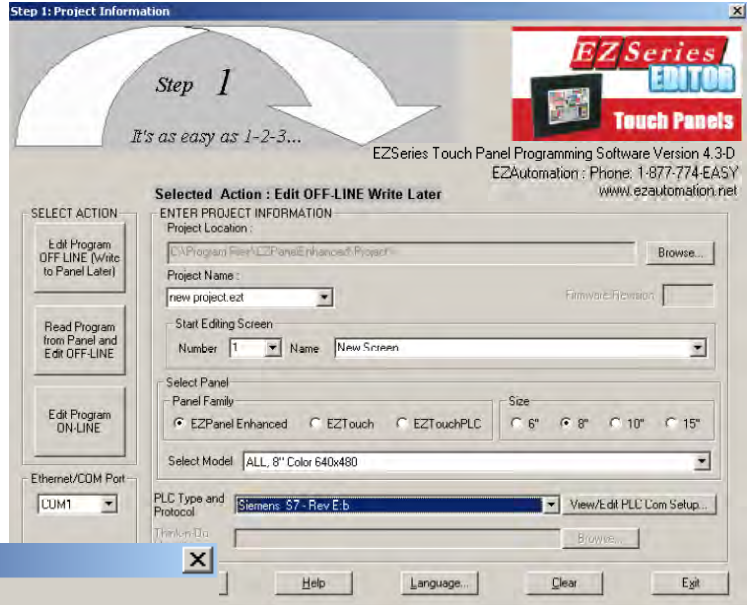 Step 1: Project Information
Step 1
It's as easy as 1-2-3...
EZSeries
EDITOR
Touch Panels
EZSeries Touch Panel Programming Software Version 4.3-D
EZAutomation : Phone: 1-877-774-EASY
www.ezautomation.net
Selected Action : Edit OFF-LINE Write Later
SELECT ACTION
Edit Program
OFF LINE (Write
to Panel Later)
Read Program
from Panel and
Edit OFF-LINE
Edit Program
ON-LINE
Ethernet/COM Port
COM1
ENTER PROJECT INFORMATION
Project Location :
C:\Program Files\EZPanelEnhanced\Project\
Browse...
Project Name :
new project.ezt
Firmware Revision
Start Editing Screen
Number 1 Name New Screen
Select Panel
Panel Family
EZPanel Enhanced EZTouch EZTouchPLC
Size
6" 8" 10" 15"
Select Model ALL, 8" Color 640x480
PLC Type and
Protocol
Siemens S7 - Rev E:b
View/Edit PLC Com Setup...
Browse...
Help Language... Clear Exit